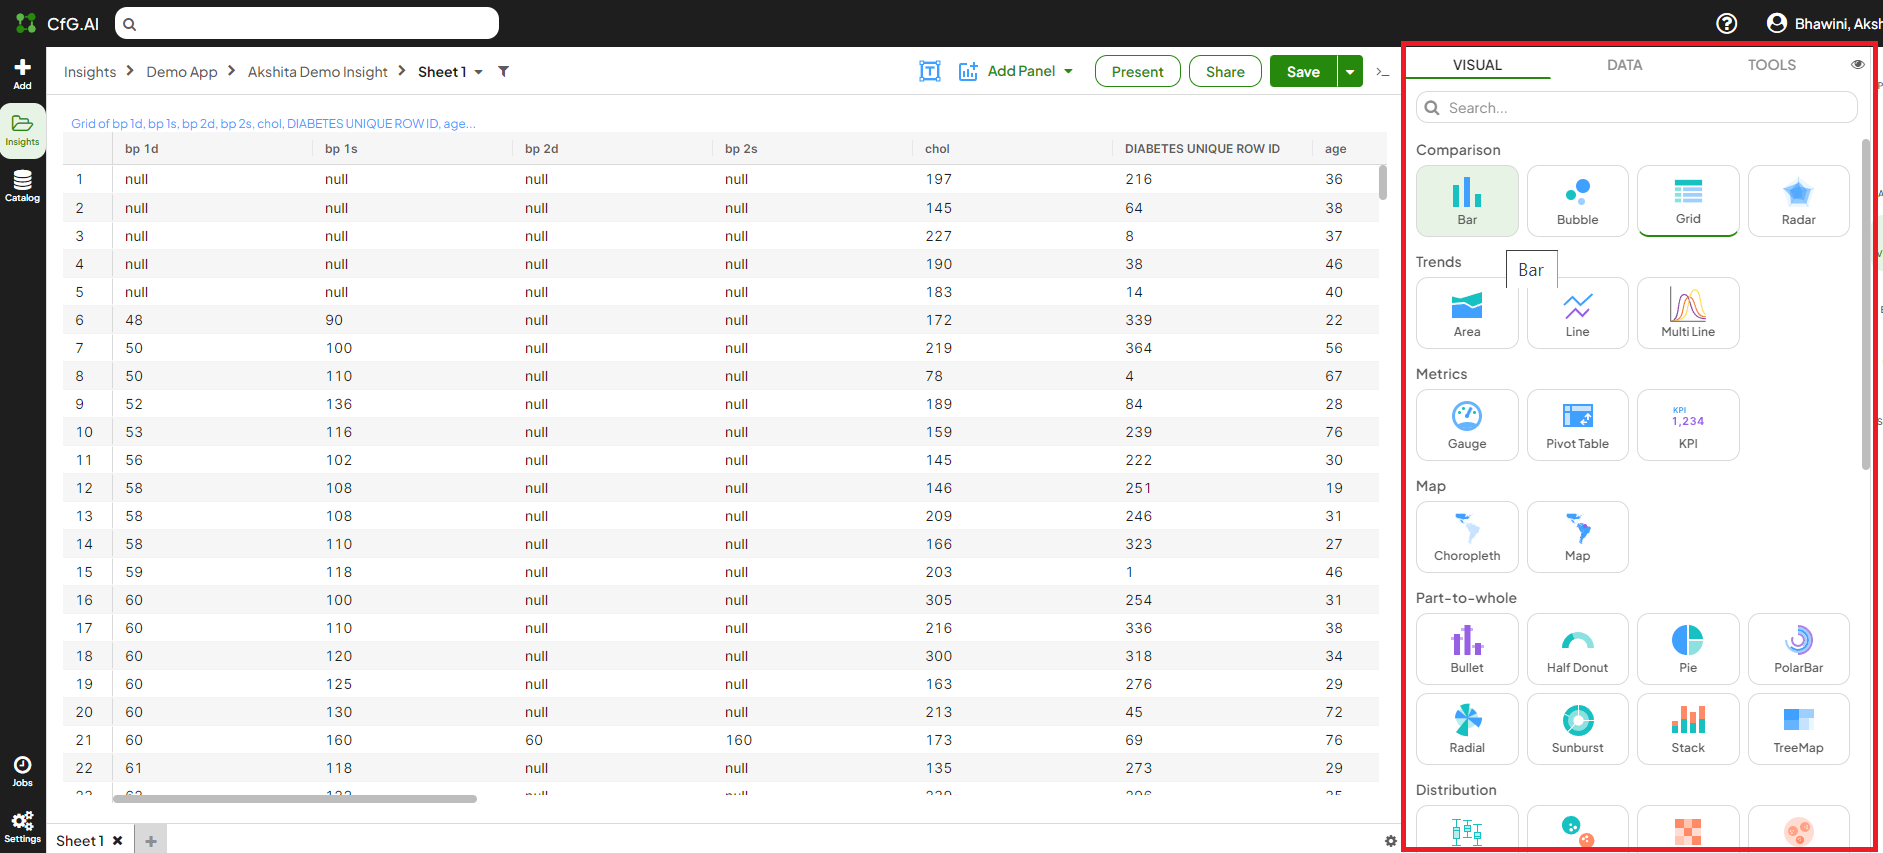 CfG.AI
Bhawini, Aksh
Add
Insights
Catalog
Jobs
Settings
Insights > Demo App > Akshita Demo Insight > Sheet 1
Add Panel
Present
Share
Save
Grid of bp 1d, bp 1s, bp 2d, bp 2s, chol, DIABETES UNIQUE ROW ID, age...
bp 1d bp 1s bp 2d bp 2s chol DIABETES UNIQUE ROW ID age
1 null null null null 197 216 36
2 null null null null 145 64 38
3 null null null null 227 8 37
4 null null null null 190 38 46
5 null null null null 183 14 40
6 48 90 null null 172 339 22
7 50 100 null null 219 364 56
8 50 110 null null 78 4 67
9 52 136 null null 189 84 28
10 53 116 null null 159 239 76
11 56 102 null null 145 222 30
12 58 108 null null 146 251 19
13 58 108 null null 209 246 31
14 58 110 null null 166 323 27
15 59 118 null null 203 1 46
16 60 100 null null 305 254 31
17 60 110 null null 216 336 38
18 60 120 null null 300 318 34
19 60 125 null null 163 276 29
20 60 130 null null 213 45 72
21 60 160 60 160 173 69 76
22 61 118 null null 135 273 29
Sheet 1
VISUAL DATA TOOLS
Search...
Comparison
Bar Bubble Grid Radar
Trends
Bar
Area Line Multi Line
Metrics
KPI
1,234
Gauge Pivot Table KPI
Map
Choropleth Map
Part-to-whole
Bullet Half Donut Pie PolarBar
Radial Sunburst Stack TreeMap
Distribution